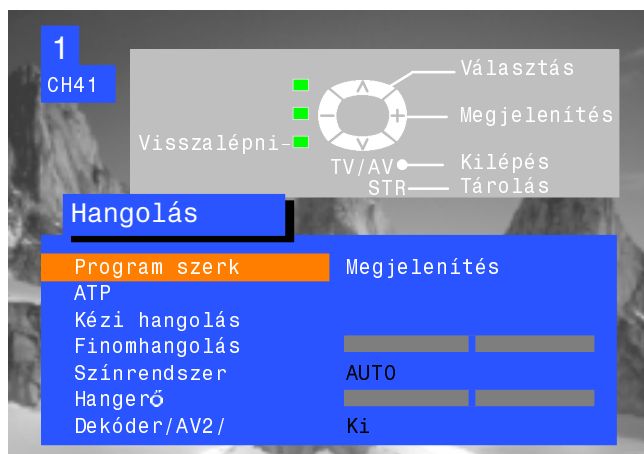 1
CH41
Választás
Megjelenítés
Visszalépni
TV/AV Kilépés
STR Tárolás
Hangolás
Program szerk Megjelenítés
ATP
Kézi hangolás
Finomhangolás
Színrendszer AUTO
Hangerő
Dekóder/AV2/ Ki